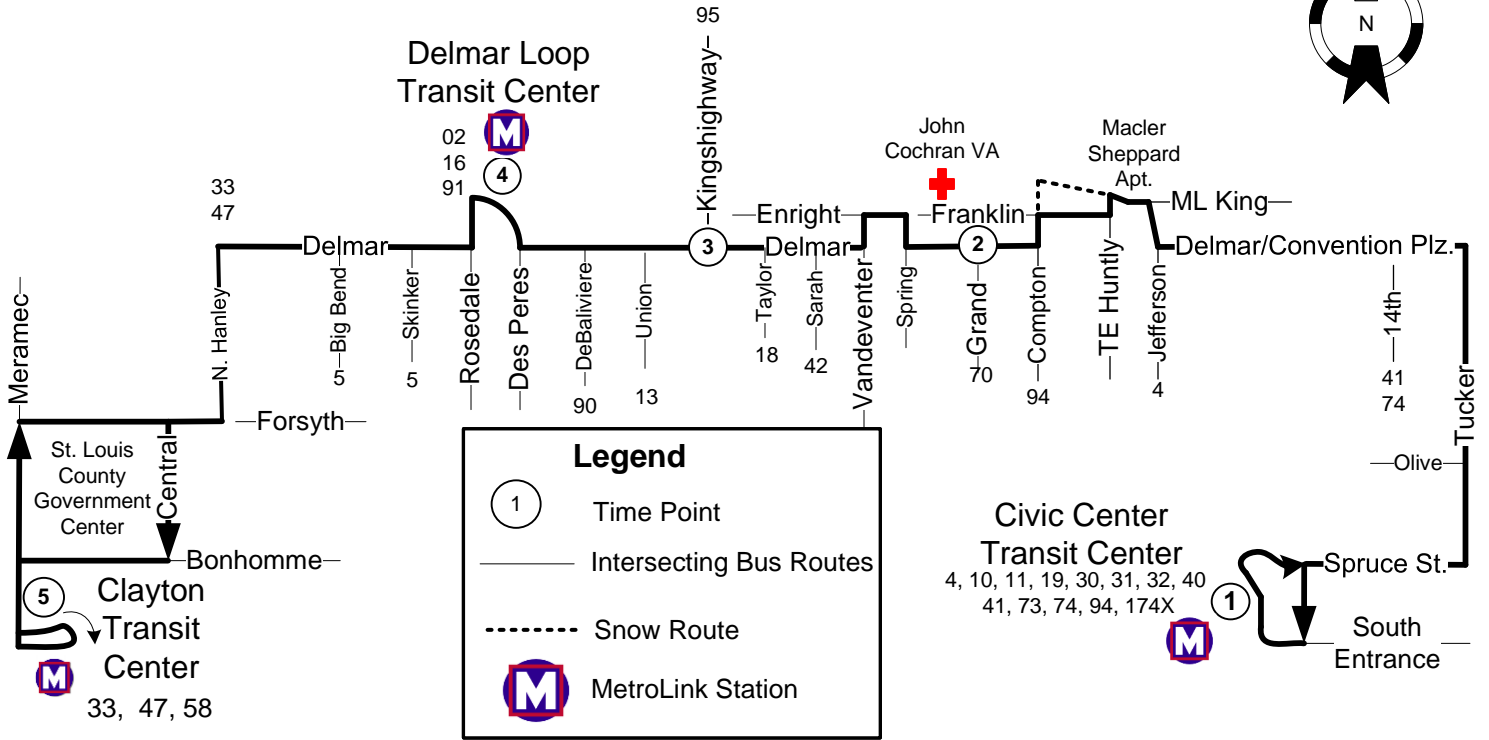 95
N
Delmar Loop
Transit Center
M
02
16
91
4
Kingshighway
John
Cochran VA
Macler
Sheppard
Apt.
33
47
Enright
Franklin
ML King
Delmar
3
Delmar
2
Delmar/Convention Plz.
Meramec
N. Hanley
Big Bend
5
Skinker
5
Rosedale
Des Peres
DeBaliviere
90
Union
13
Taylor
18
Sarah
42
Vandeventer
Spring
Grand
70
Compton
94
TE Huntly
Jefferson
4
14th
41
74
Tucker
Forsyth
St. Louis
County
Government
Center
Central
Bonhomme
Olive
5
Clayton
Transit
Center
M
33, 47, 58
Legend
1
Time Point
Intersecting Bus Routes
Snow Route
M
MetroLink Station
Civic Center
Transit Center
4, 10, 11, 19, 30, 31, 32, 40
41, 73, 74, 94, 174X
1
M
Spruce St.
South
Entrance